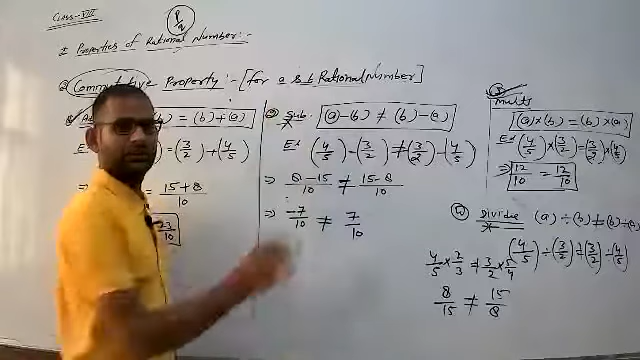 Class-VIII
P/2
± Properties of Rational Number:-
Commutative Property :- [for a & b Rational Number]
b) = (b) + (a)
= (3/2) + (4/5)
= 15+8/10
23/10
Sub: (a) - (b) ≠ (b) - (a)
Ex (4/5) - (3/2) ≠ (3/2) - (4/5)
⇒ 8-15/10 ≠ 15-8/10
⇒ -7/10 ≠ 7/10
multi
(a) × (b) = (b) × (a)
Ex (4/5) × (3/2) = (3/2) × (4/5)
⇒ 12/10 = 12/10
Divide (a) ÷ (b) ≠ (b) ÷ (a)
(4/5) ÷ (3/2) ≠ (3/2) ÷ (4/5)
4/5 × 2/3 ≠ 3/2 × 5/4
8/15 ≠ 15/8